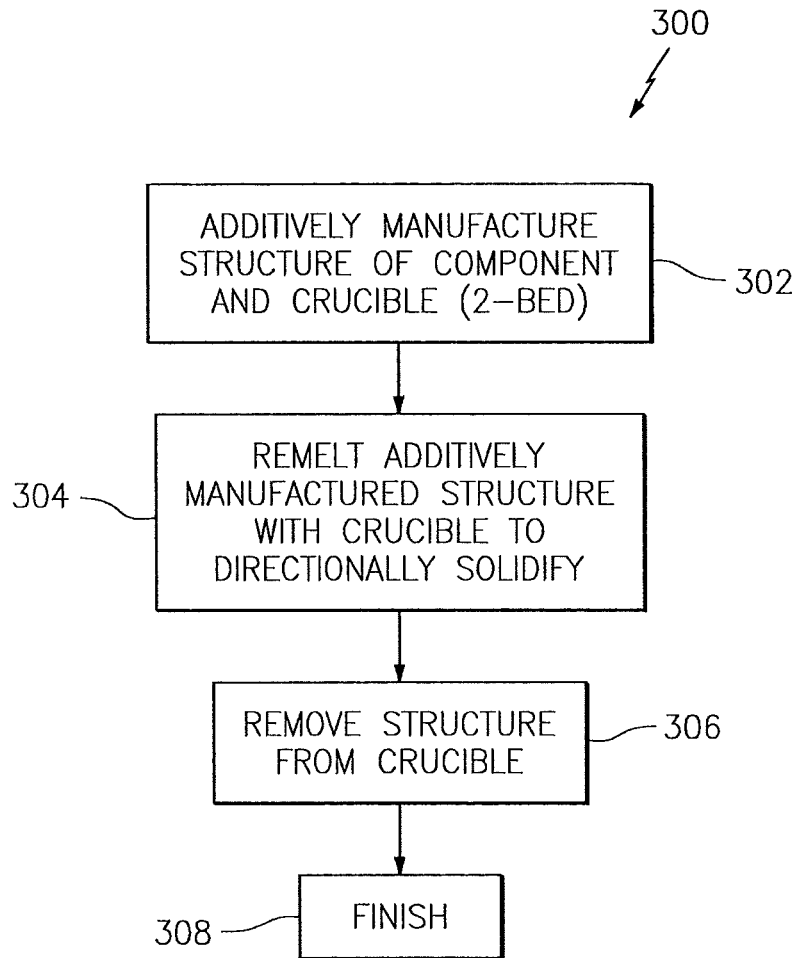 300
ADDITIVELY MANUFACTURE
STRUCTURE OF COMPONENT
AND CRUCIBLE (2-BED)
302
REMELT ADDITIVELY
MANUFACTURED STRUCTURE
WITH CRUCIBLE TO
DIRECTIONALLY SOLIDIFY
304
REMOVE STRUCTURE
FROM CRUCIBLE
306
FINISH
308